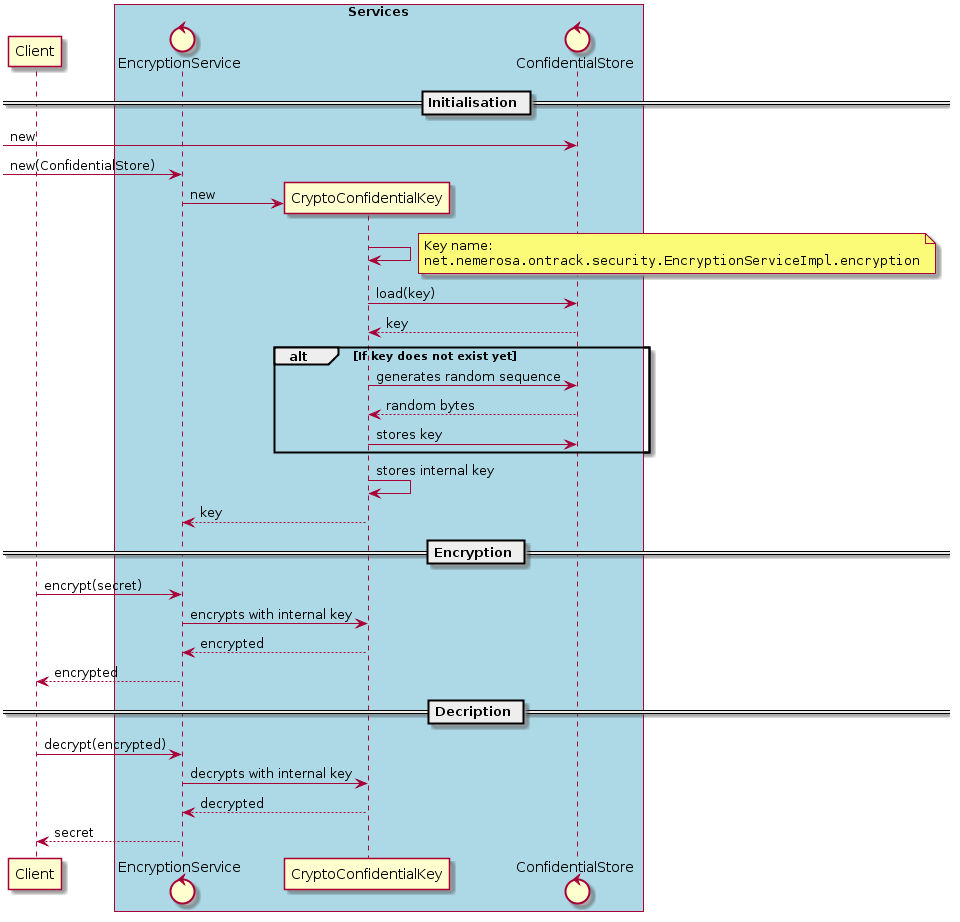 Services
Client
EncryptionService
ConfidentialStore
Initialisation
new
new(ConfidentialStore)
new
CryptoConfidentialKey
Key name:
net.nemerosa.ontrack.security.EncryptionServiceImpl.encryption
load(key)
key
alt [If key does not exist yet]
generates random sequence
random bytes
stores key
stores internal key
key
Encryption
encrypt(secret)
encrypts with internal key
encrypted
encrypted
Decription
decrypt(encrypted)
decrypts with internal key
decrypted
secret
Client
EncryptionService
CryptoConfidentialKey
ConfidentialStore